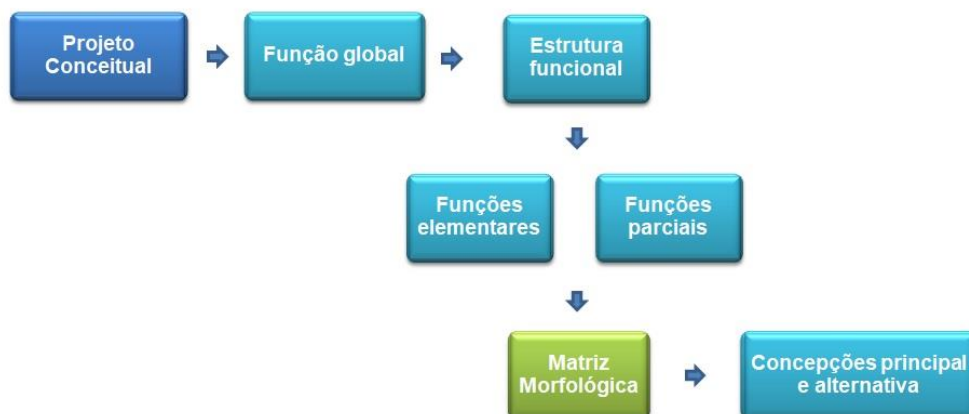 Projeto
Conceitual
Função global
Estrutura
funcional
Funções
elementares
Funções
parciais
Matriz
Morfológica
Concepções principal
e alternativa